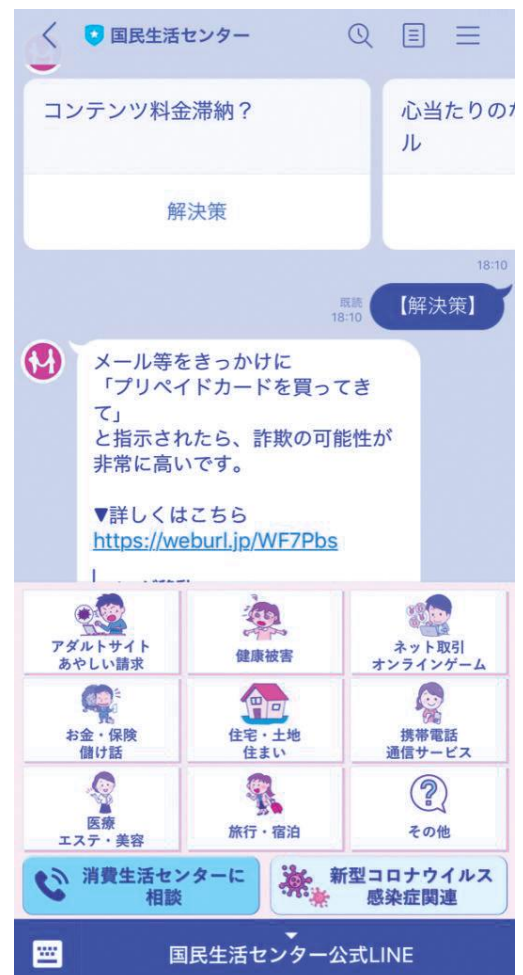 国民生活センター
コンテンツ料金滞納？
心当たりの
ル
解決策
18:10
既読
18:10
【解決策】
メール等をきっかけに
「プリペイドカードを買ってき
て」
と指示されたら、詐欺の可能性が
非常に高いです。
▼詳しくはこちら
https://weburl.jp/WF7Pbs
アダルトサイト
あやしい請求
健康被害
ネット取引
オンラインゲーム
お金・保険
儲け話
住宅・土地
住まい
携帯電話
通信サービス
医療
エステ・美容
旅行・宿泊
その他
消費生活センターに
相談
新型コロナウイルス
感染症関連
国民生活センター公式LINE